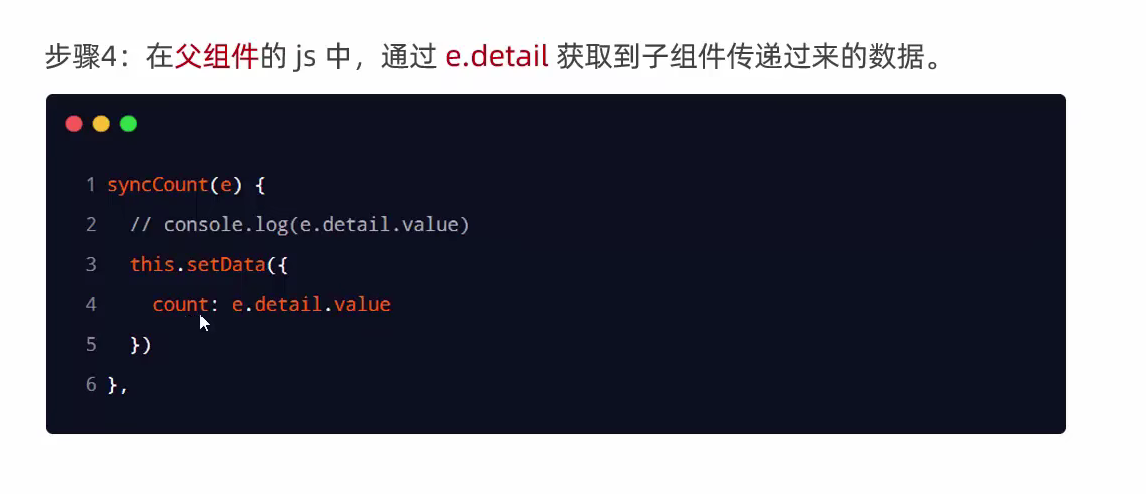 步骤4：在父组件的 js 中，通过 e.detail 获取到子组件传递过来的数据。
1 syncCount(e) {
2   // console.log(e.detail.value)
3   this.setData({
4     count: e.detail.value
5   })
6 },